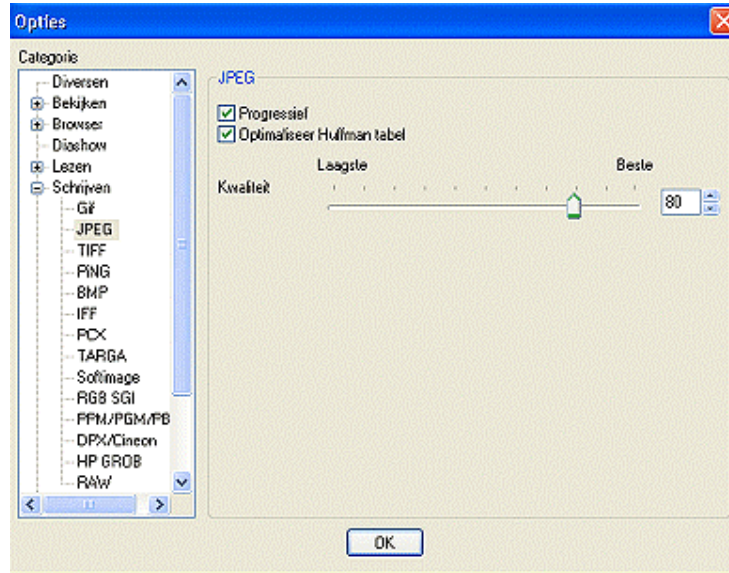 Opties
Categorie
Diversen
Bekijken
Browser
Diashow
Lezen
Schrijven
Gif
JPEG
TIFF
PNG
BMP
IFF
PCX
TARGA
Softimage
RGB SGI
PPM/PGM/PB
DPX/Cineon
HP GROB
RAW
JPEG
Progressief
Optimaliseer Huffman tabel
Laagste Beste
Kwaliteit 80
OK